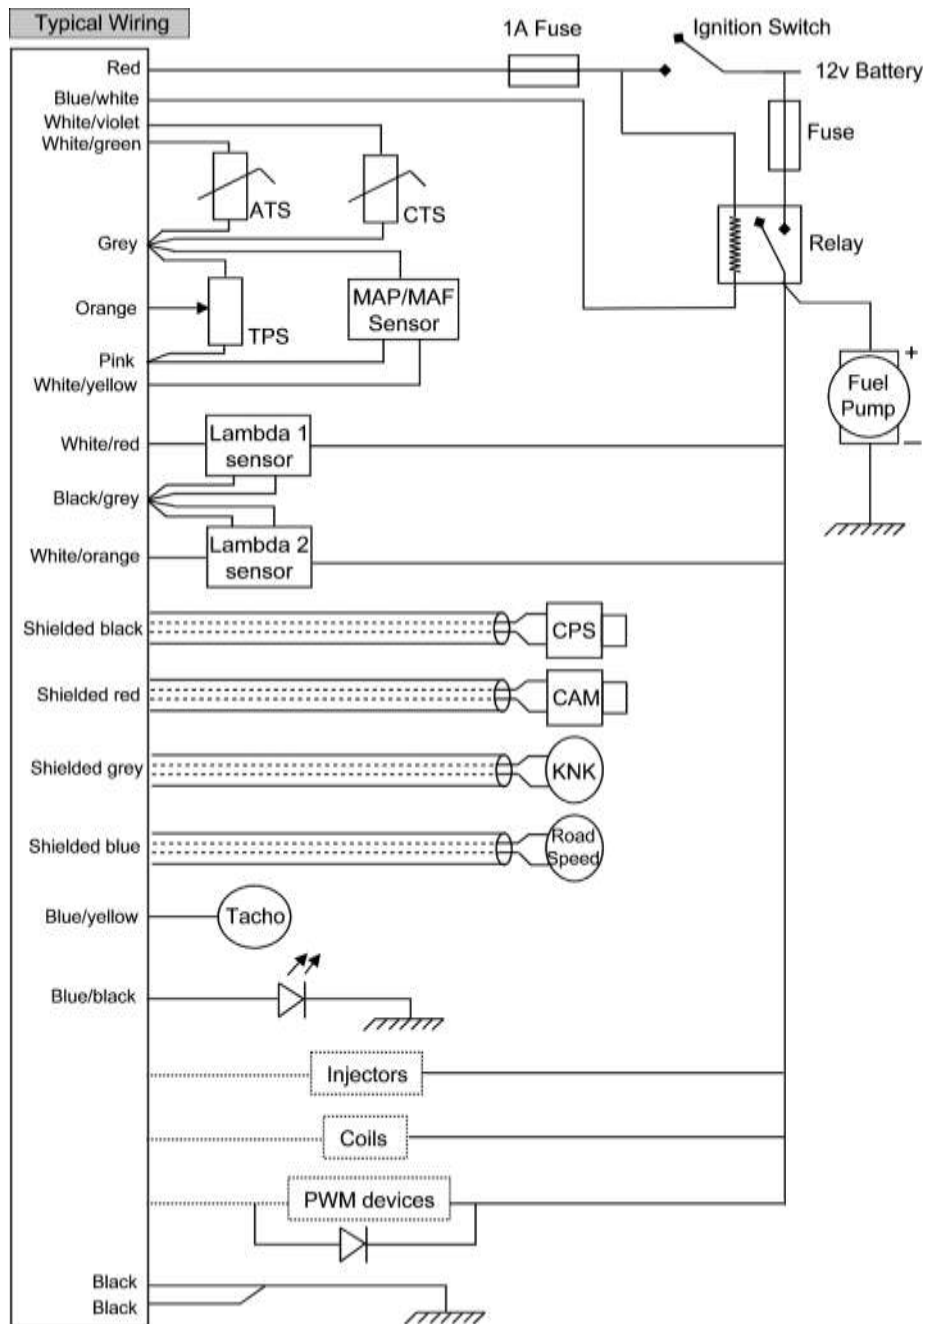 Typical Wiring
1A Fuse
Ignition Switch
Red
12v Battery
Blue/white
White/violet
White/green
Fuse
ATS
CTS
Grey
Relay
Orange
TPS
MAP/MAF
Sensor
Pink
White/yellow
+
Fuel
Pump
–
White/red
Lambda 1
sensor
Black/grey
White/orange
Lambda 2
sensor
Shielded black
CPS
Shielded red
CAM
Shielded grey
KNK
Shielded blue
Road
Speed
Blue/yellow
Tacho
Blue/black
Injectors
Coils
PWM devices
Black
Black